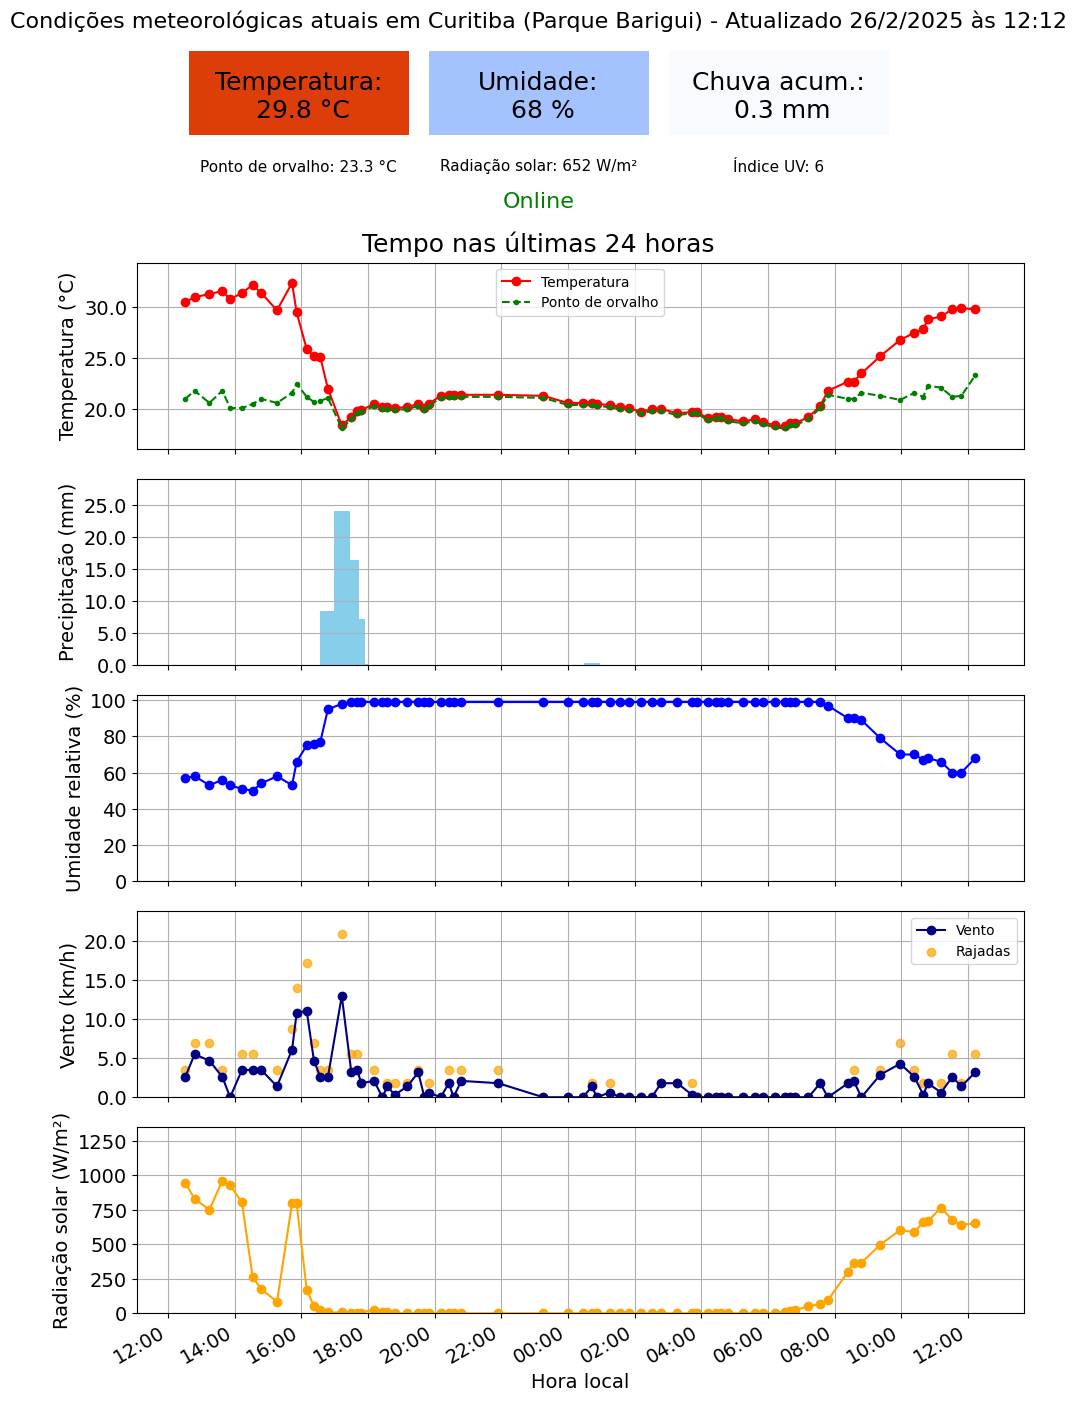 Condições meteorológicas atuais em Curitiba (Parque Barigui) - Atualizado 26/2/2025 às 12:12
Temperatura:
29.8 °C
Umidade:
68 %
Chuva acum.:
0.3 mm
Ponto de orvalho: 23.3 °C
Radiação solar: 652 W/m²
Índice UV: 6
Online
Tempo nas últimas 24 horas
Temperatura (°C)
30.0
25.0
20.0
Temperatura
Ponto de orvalho
Precipitação (mm)
25.0
20.0
15.0
10.0
5.0
0.0
Umidade relativa (%)
100
80
60
40
20
0
Vento (km/h)
20.0
15.0
10.0
5.0
0.0
Vento
Rajadas
Radiação solar (W/m²)
1250
1000
750
500
250
0
12:00
14:00
16:00
18:00
20:00
22:00
00:00
02:00
04:00
06:00
08:00
10:00
12:00
Hora local